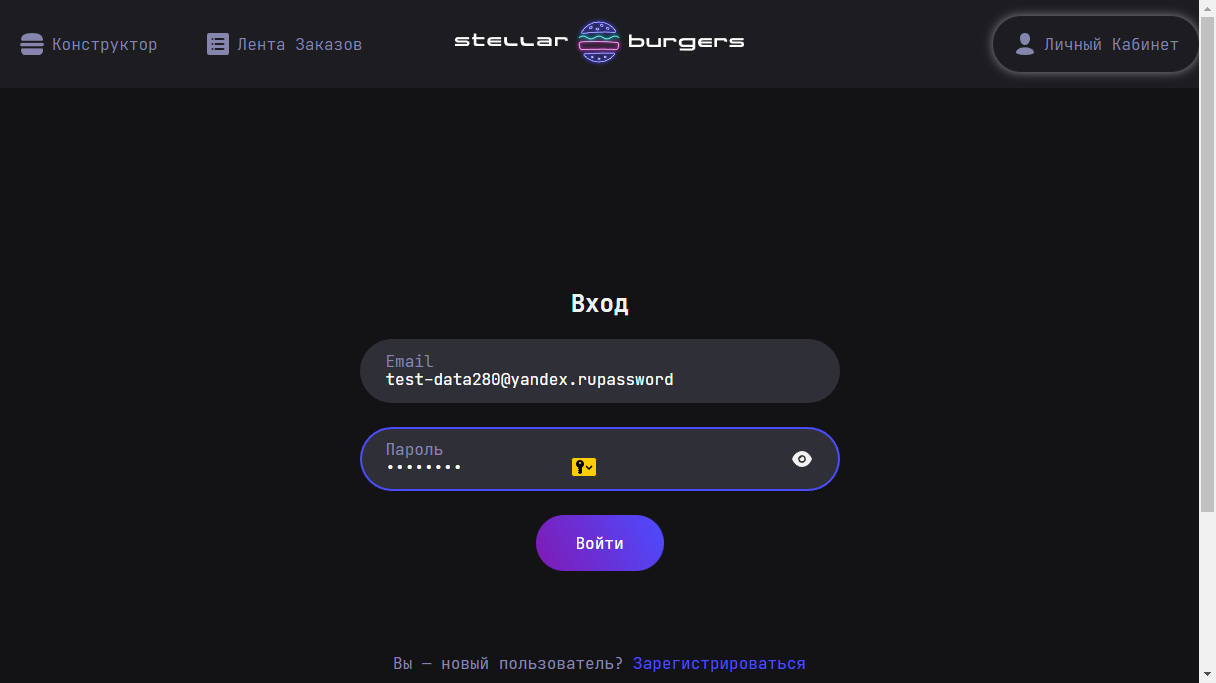 Конструктор
Лента Заказов
stellar burgers
Личный Кабинет
Вход
Email
test-data280@yandex.rupassword
Пароль
••••••••
Войти
Вы — новый пользователь? Зарегистрироваться